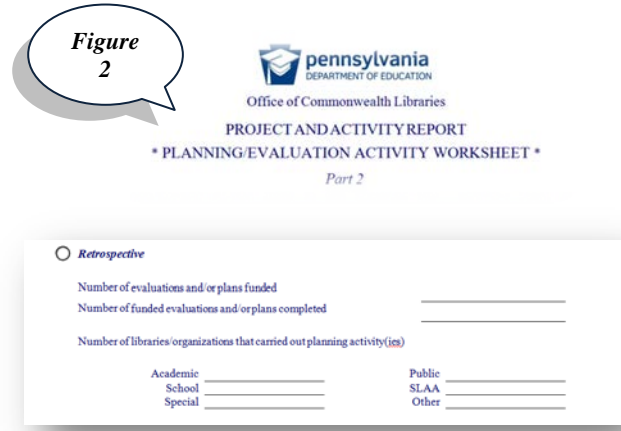 Figure
2
pennsylvania
DEPARTMENT OF EDUCATION
Office of Commonwealth Libraries
PROJECT AND ACTIVITY REPORT
* PLANNING/EVALUATION ACTIVITY WORKSHEET *
Part 2
Retrospective
Number of evaluations and/or plans funded
Number of funded evaluations and/or plans completed
Number of libraries/organizations that carried out planning activity(ies)
Academic Public
School SLAA
Special Other